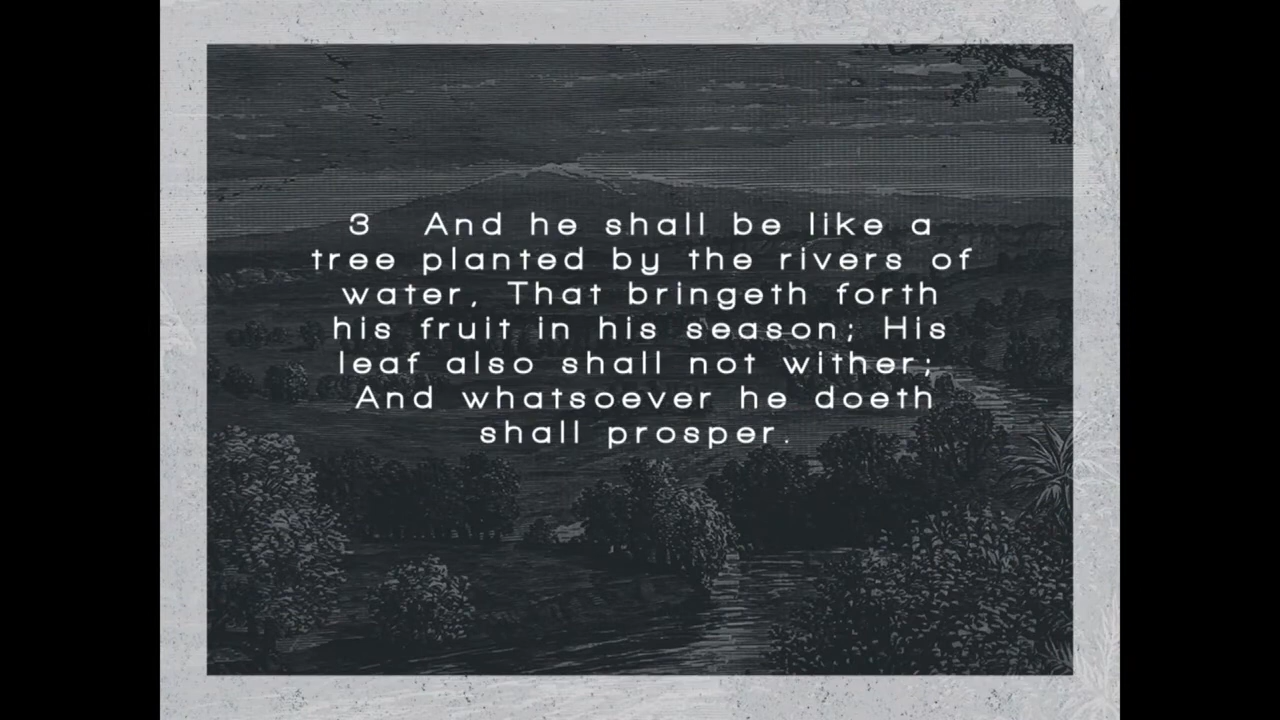 3 And he shall be like a
tree planted by the rivers of
water, That bringeth forth
his fruit in his season; His
leaf also shall not wither;
And whatsoever he doeth
shall prosper.